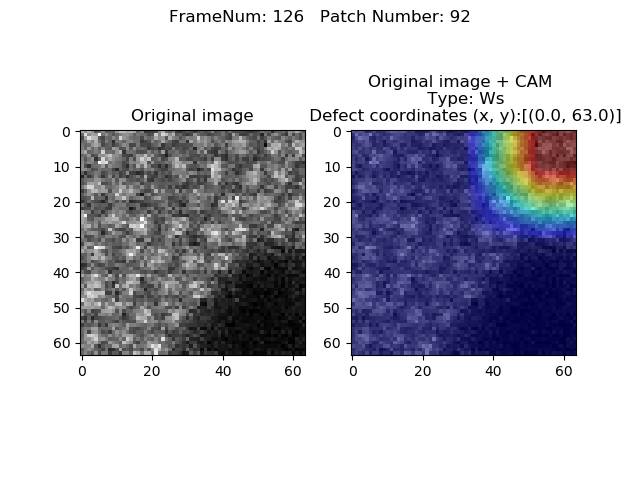 FrameNum: 126   Patch Number: 92
Original image
0
10
20
30
40
50
60
0 20 40 60
Original image + CAM
Type: Ws
Defect coordinates (x, y):[(0.0, 63.0)]
0
10
20
30
40
50
60
0 20 40 60